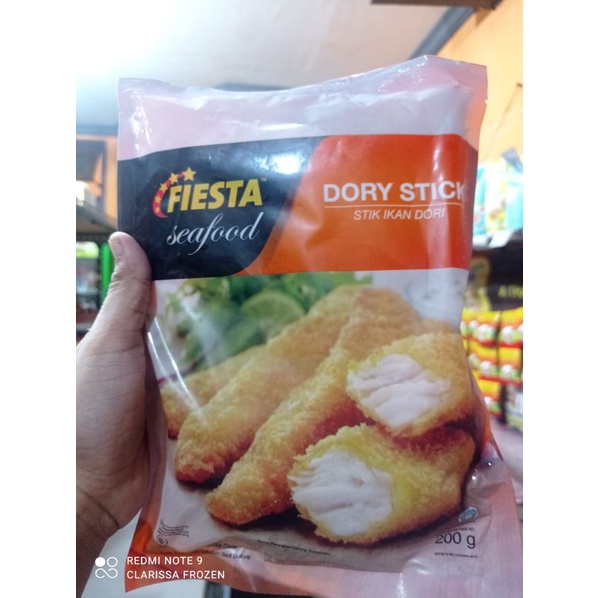 FIESTA
seafood
DORY STICK
STIK IKAN DORI
200 g
REDMI NOTE 9
CLARISSA FROZEN